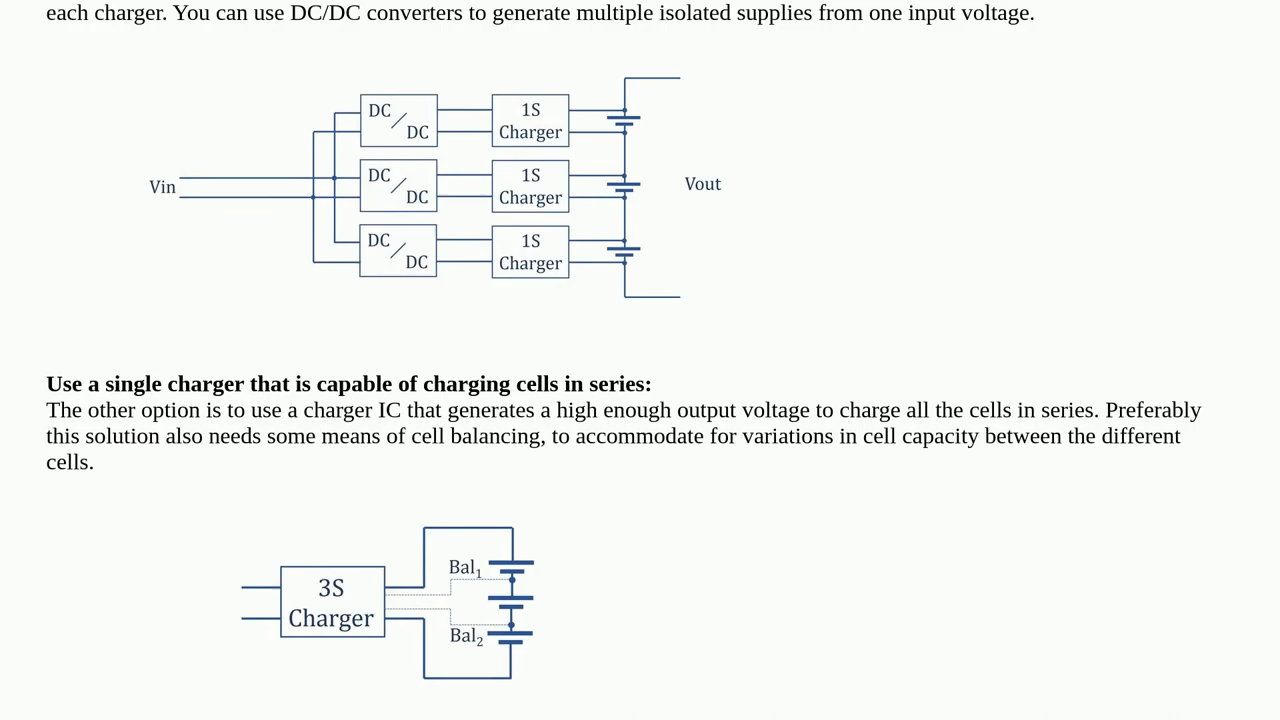 each charger. You can use DC/DC converters to generate multiple isolated supplies from one input voltage.
DC
DC
1S
Charger
Vin
DC
DC
1S
Charger
Vout
DC
DC
1S
Charger
Use a single charger that is capable of charging cells in series:
The other option is to use a charger IC that generates a high enough output voltage to charge all the cells in series. Preferably
this solution also needs some means of cell balancing, to accommodate for variations in cell capacity between the different
cells.
3S
Charger
Bal1
Bal2